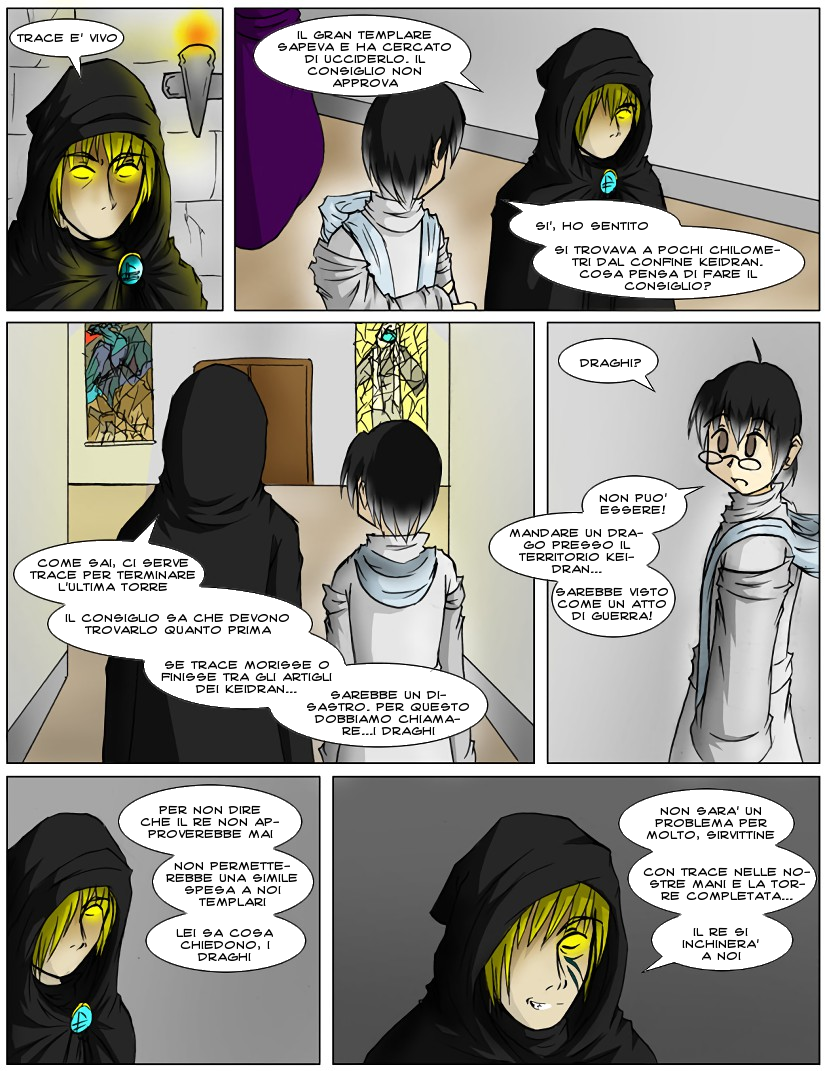 TRACE E' VIVO
IL GRAN TEMPLARE
SAPEVA E HA CERCATO
DI UCCIDERLO. IL
CONSIGLIO NON
APPROVA
SI', HO SENTITO
SI TROVAVA A POCHI CHILOME-
TRI DAL CONFINE KEIDRAN.
COSA PENSA DI FARE IL
CONSIGLIO?
COME SAI, CI SERVE
TRACE PER TERMINARE
L'ULTIMA TORRE
IL CONSIGLIO SA CHE DEVONO
TROVARLO QUANTO PRIMA
SE TRACE MORISSE O
FINISSE TRA GLI ARTIGLI
DEI KEIDRAN...
SAREBBE UN DI-
SASTRO. PER QUESTO
DOBBIAMO CHIAMA-
RE...I DRAGHI
DRAGHI?
NON PUO'
ESSERE!
MANDARE UN DRA-
GO PRESSO IL
TERRITORIO KEI-
DRAN...
SAREBBE VISTO
COME UN ATTO
DI GUERRA!
PER NON DIRE
CHE IL RE NON AP-
PROVEREBBE MAI
NON PERMETTE-
REBBE UNA SIMILE
SPESA A NOI
TEMPLARI
LEI SA COSA
CHIEDONO, I
DRAGHI
NON SARA' UN
PROBLEMA PER
MOLTO, SIRVITTINE
CON TRACE NELLE NO-
STRE MANI E LA TOR-
RE COMPLETATA...
IL RE SI
INCHINERA'
A NOI